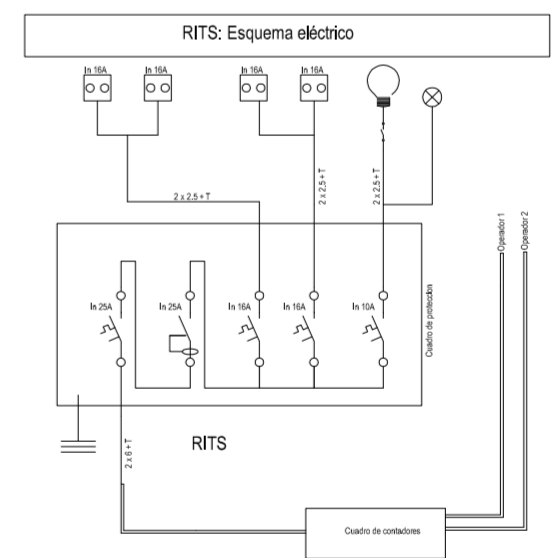 RITS: Esquema eléctrico
In 16A
In 16A
In 16A
In 16A
2 x 2,5 + T
2 x 2,5 + T
2 x 2,5 + T
Operador 1
Operador 2
In 25A
In 25A
In 16A
In 16A
In 10A
Cuadro de proteccion
RITS
2 x 6 + T
Cuadro de contadores